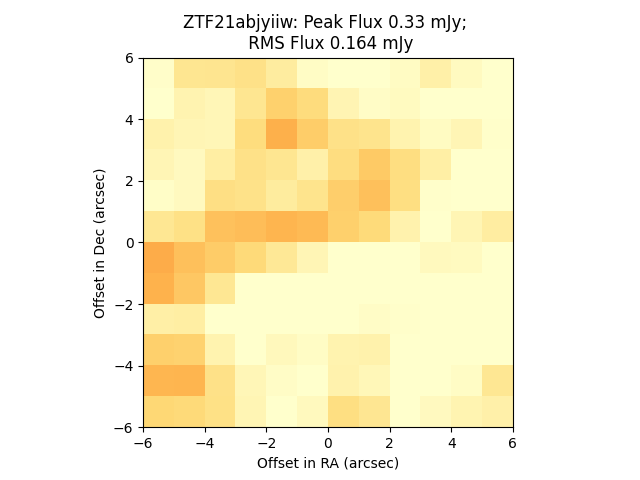 ZTF21abjyiiw: Peak Flux 0.33 mJy;
RMS Flux 0.164 mJy
6
4
2
0
−2
−4
−6
Offset in Dec (arcsec)
−6 −4 −2 0 2 4 6
Offset in RA (arcsec)